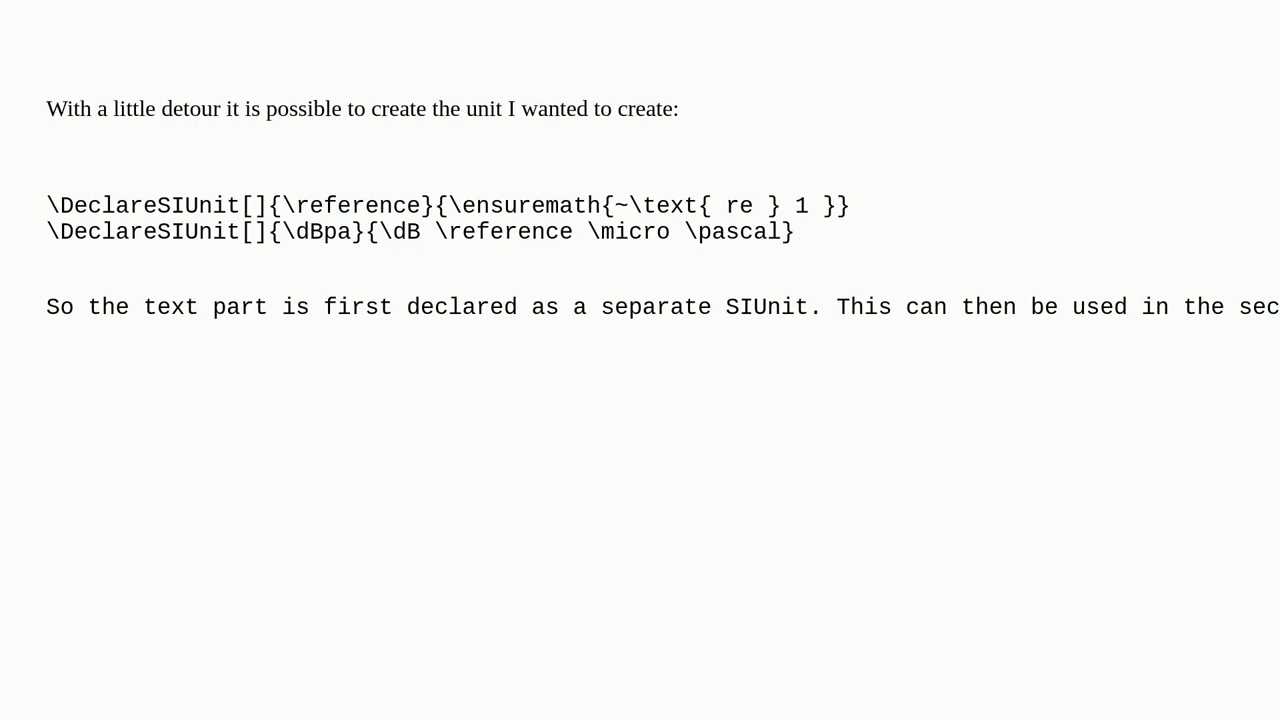 With a little detour it is possible to create the unit I wanted to create:
\DeclareSIUnit[]{\reference}{\ensuremath{~\text{ re } 1 }}
\DeclareSIUnit[]{\dBpa}{\dB \reference \micro \pascal}
So the text part is first declared as a separate SIUnit. This can then be used in the